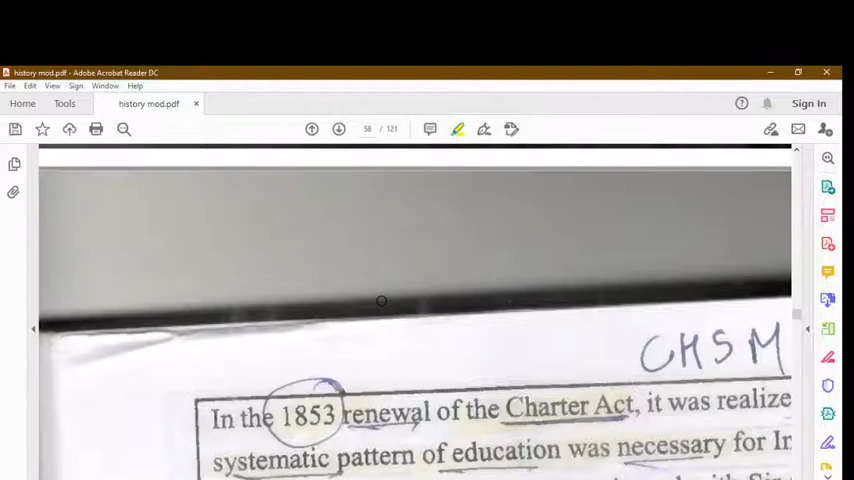 history mod.pdf - Adobe Acrobat Reader DC
File Edit View Sign Window Help
Home Tools history mod.pdf × Sign In
58 / 121
CHSM
In the 1853 renewal of the Charter Act, it was realize
systematic pattern of education was necessary for In